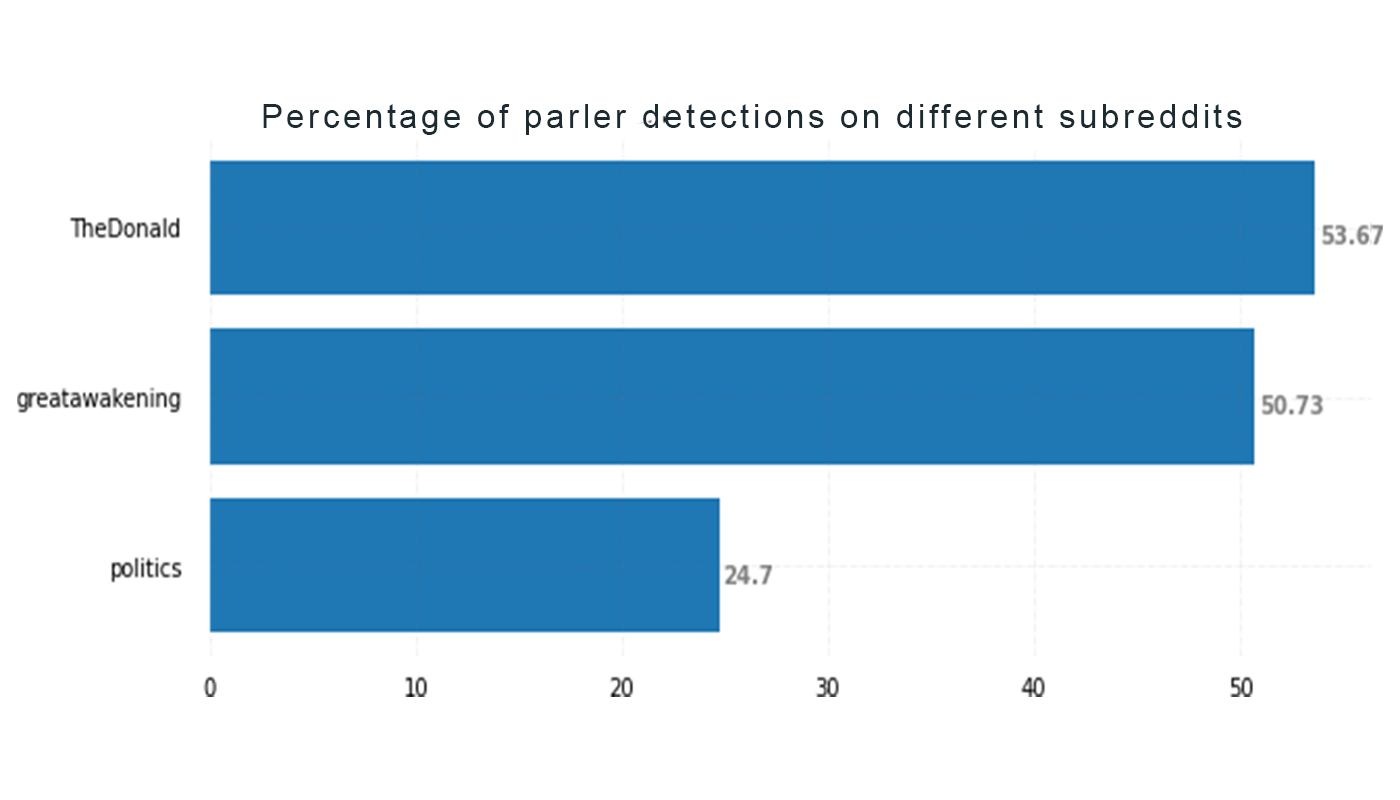 Percentage of parler detections on different subreddits
TheDonald
53.67
greatawakening
50.73
politics
24.7
0 10 20 30 40 50